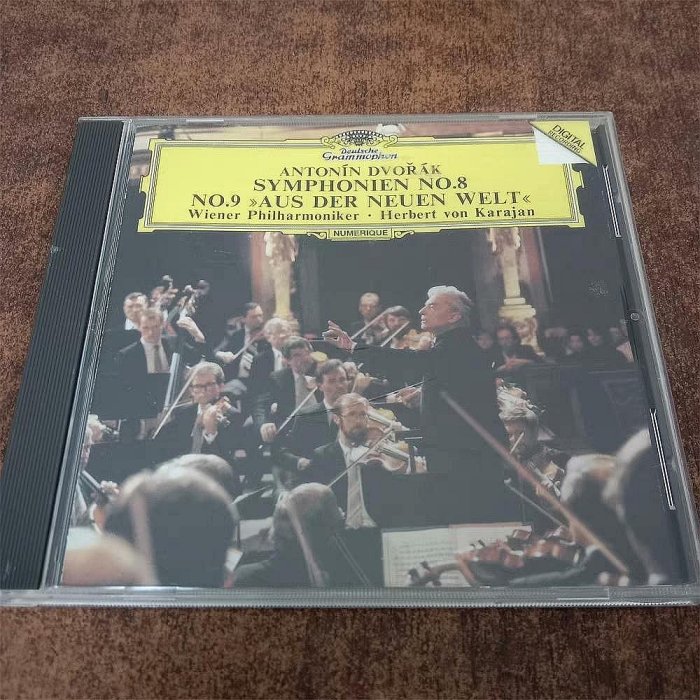 Deutsche
Grammophon
DIGITAL
RECORDING
ANTONÍN DVOŘÁK
SYMPHONIEN NO.8
NO.9 »AUS DER NEUEN WELT«
Wiener Philharmoniker · Herbert von Karajan
NUMERIQUE